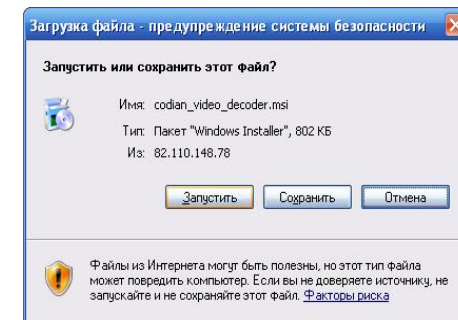 Загрузка файла - предупреждение системы безопасности
Запустить или сохранить этот файл?
Имя: codian_video_decoder.msi
Тип: Пакет "Windows Installer", 802 КБ
Из: 82.110.148.78
Запустить Сохранить Отмена
Файлы из Интернета могут быть полезны, но этот тип файла
может повредить компьютер. Если вы не доверяете источнику, не
запускайте и не сохраняйте этот файл. Факторы риска